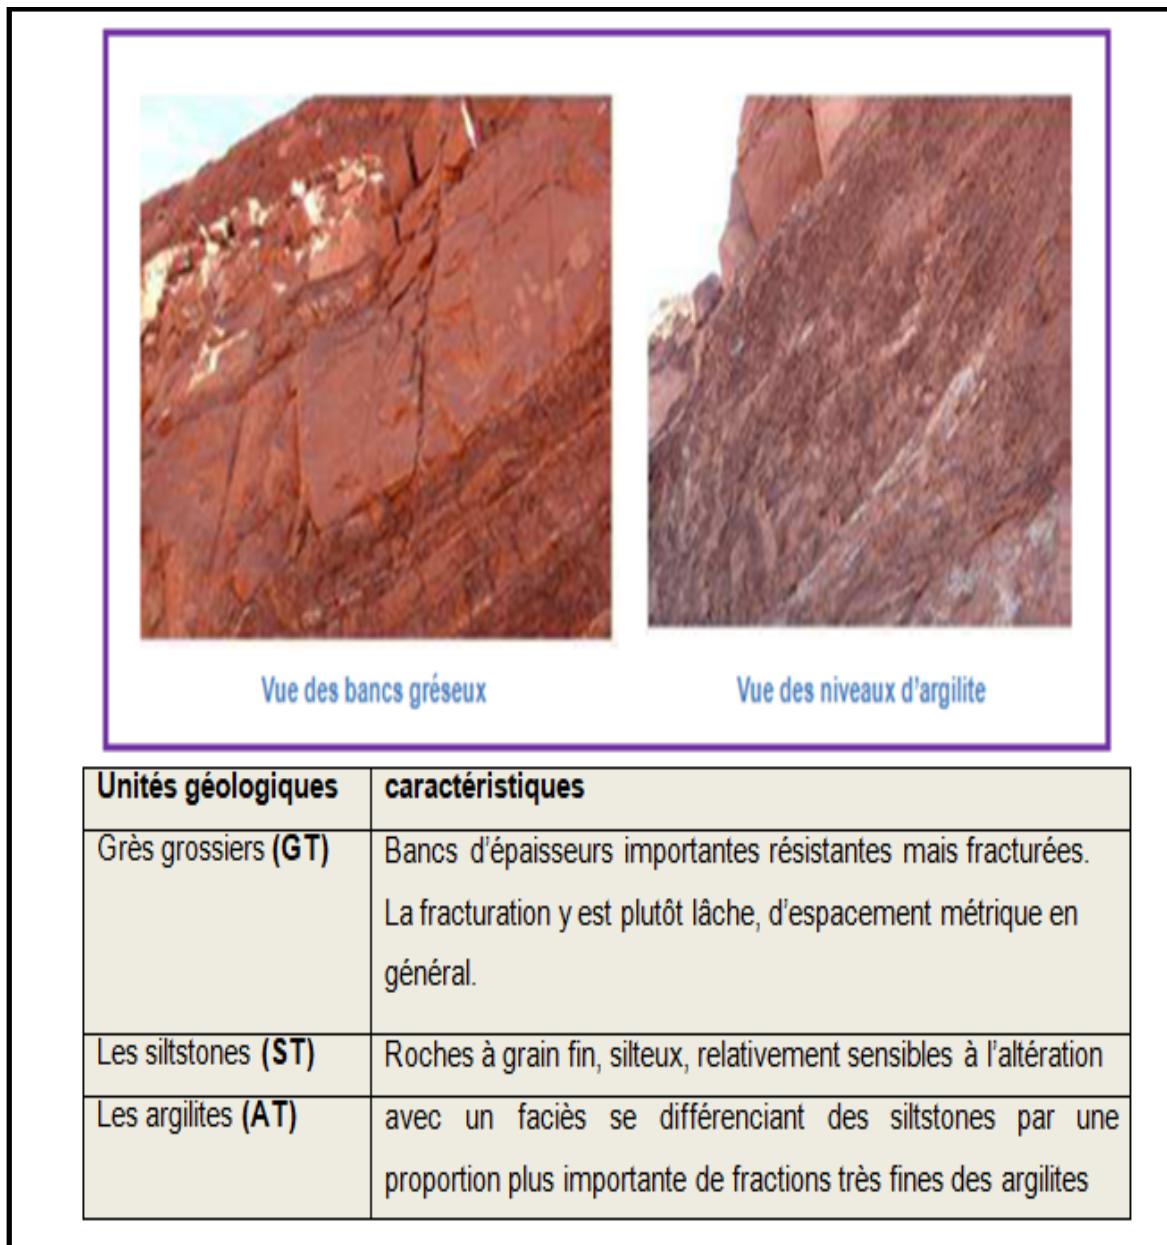 Vue des bancs gréseux
Vue des niveaux d'argilite
Unités géologiques
caractéristiques
Grès grossiers (GT)
Bancs d'épaisseurs importantes résistantes mais fracturées.
La fracturation y est plutôt lâche, d'espacement métrique en
général.
Les siltstones (ST)
Roches à grain fin, silteux, relativement sensibles à l'altération
Les argilites (AT)
avec un faciès se différenciant des siltstones par une
proportion plus importante de fractions très fines des argilites